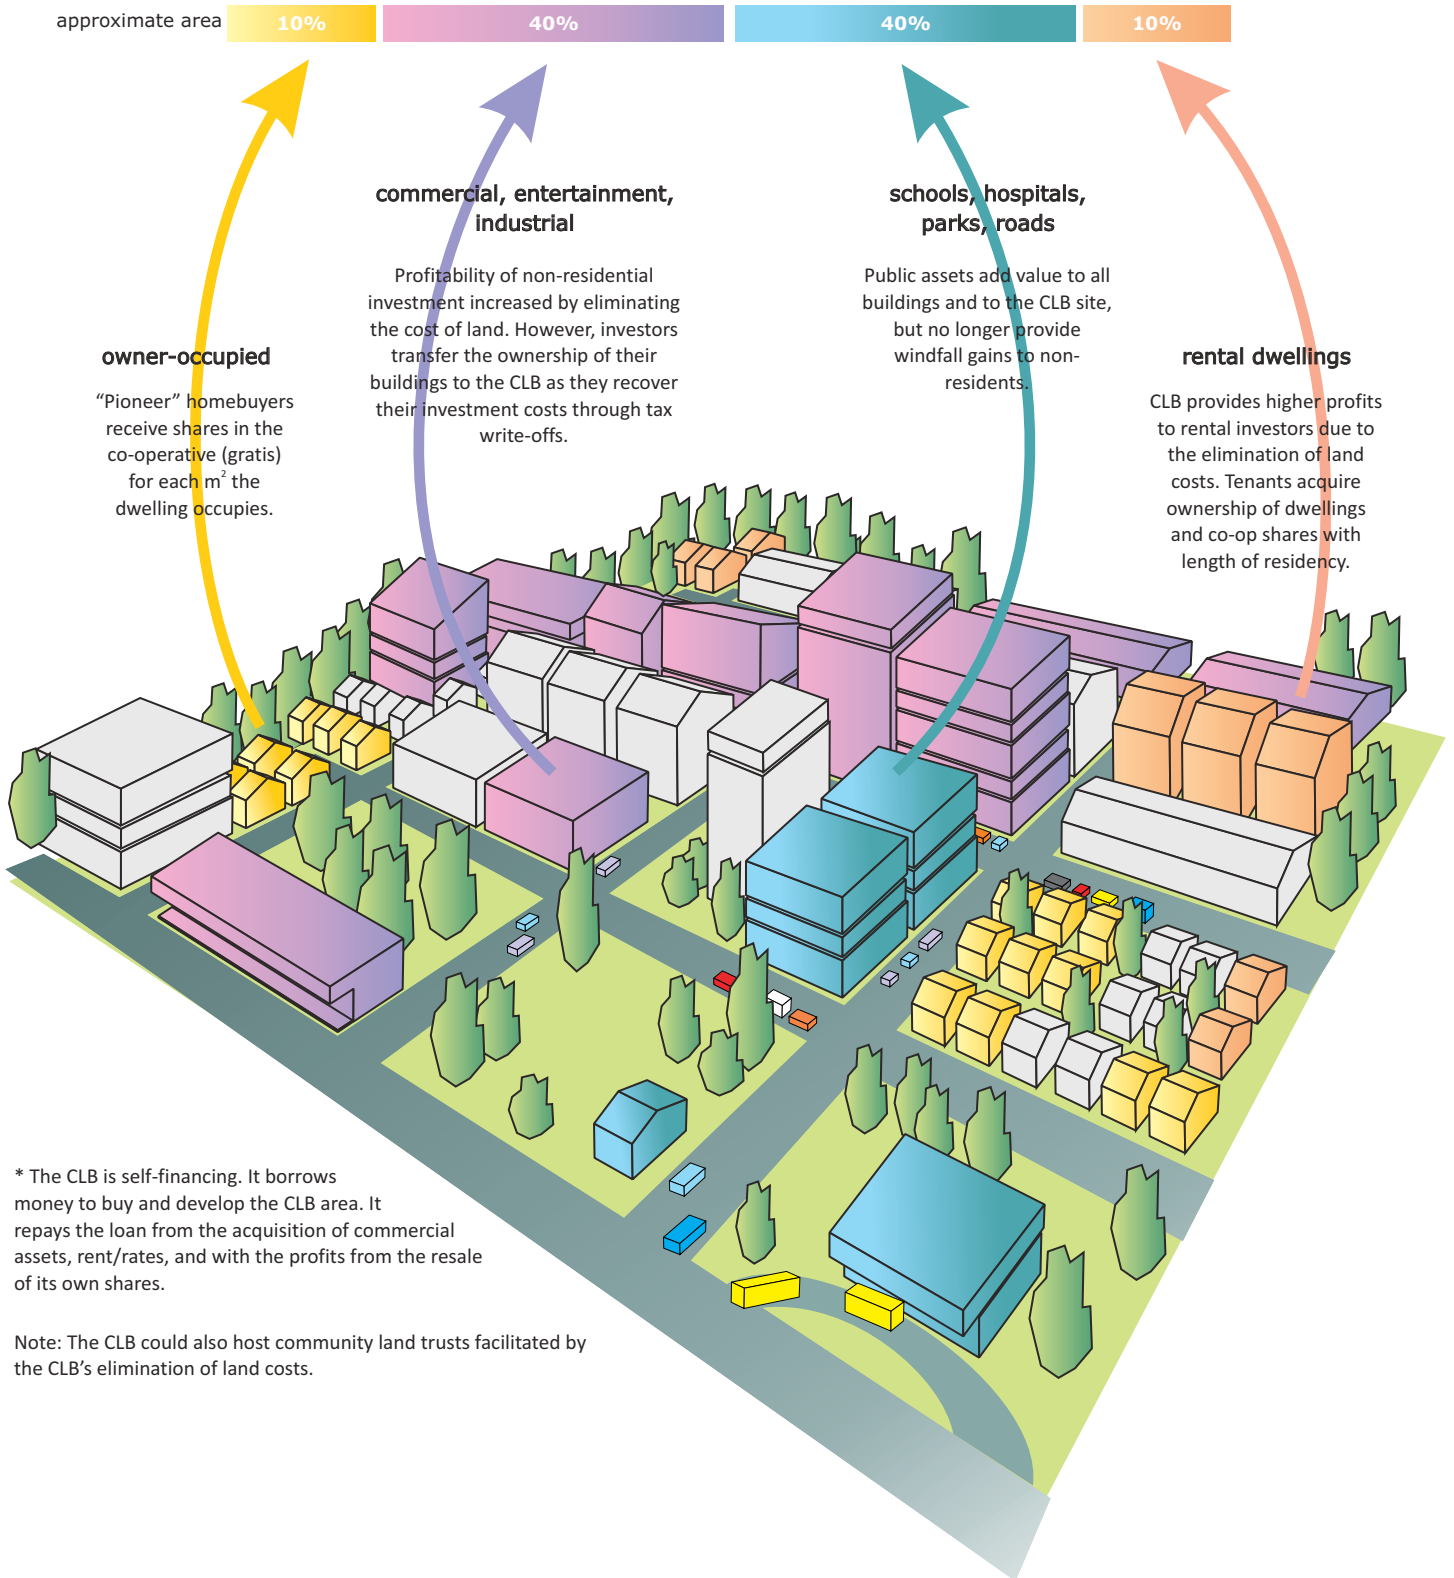 approximate area
10%
40%
40%
10%
commercial, entertainment,
industrial
Profitability of non-residential
investment increased by eliminating
the cost of land. However, investors
transfer the ownership of their
buildings to the CLB as they recover
their investment costs through tax
write-offs.
schools, hospitals,
parks, roads
Public assets add value to all
buildings and to the CLB site,
but no longer provide
windfall gains to non-
residents.
owner-occupied
“Pioneer” homebuyers
receive shares in the
co-operative (gratis)
for each m² the
dwelling occupies.
rental dwellings
CLB provides higher profits
to rental investors due to
the elimination of land
costs. Tenants acquire
ownership of dwellings
and co-op shares with
length of residency.
* The CLB is self-financing. It borrows
money to buy and develop the CLB area. It
repays the loan from the acquisition of commercial
assets, rent/rates, and with the profits from the resale
of its own shares.
Note: The CLB could also host community land trusts facilitated by
the CLB’s elimination of land costs.